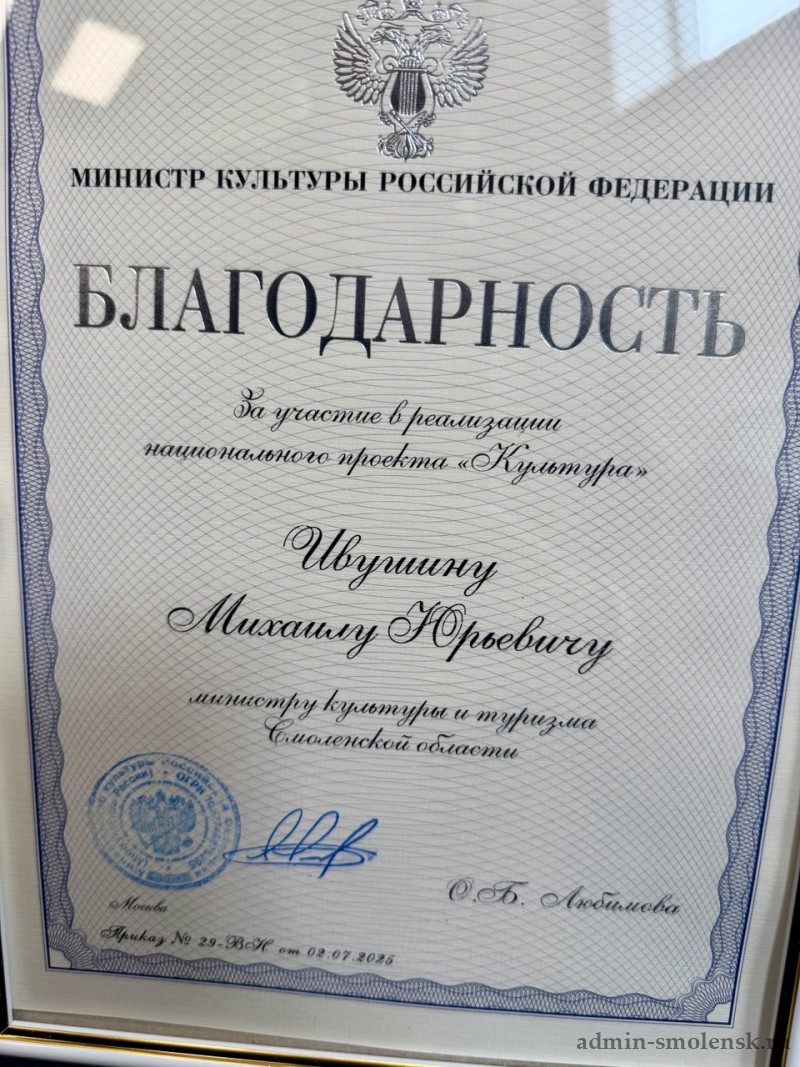 МИНИСТР КУЛЬТУРЫ РОССИЙСКОЙ ФЕДЕРАЦИИ
БЛАГОДАРНОСТЬ
За участие в реализации
национального проекта «Культура»
Ивушину
Михаилу Юрьевичу
министру культуры и туризма
Смоленской области
О.Б. Любимова
Москва
Приказ № 29-ВН от 02.07.2025
admin-smolensk.ru